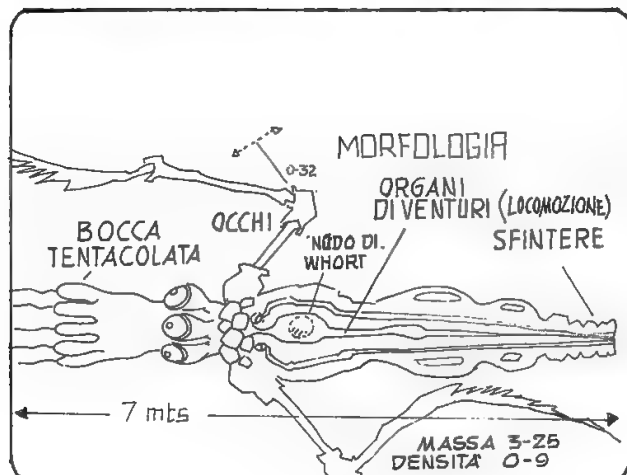 MORFOLOGIA
0-32
ORGANI
DI VENTURI (LOCOMOZIONE)
OCCHI
SFINTERE
BOCCA
TENTACOLATA
NODO DI
WHORT
7 mts
MASSA 3-25
DENSITÀ 0-9